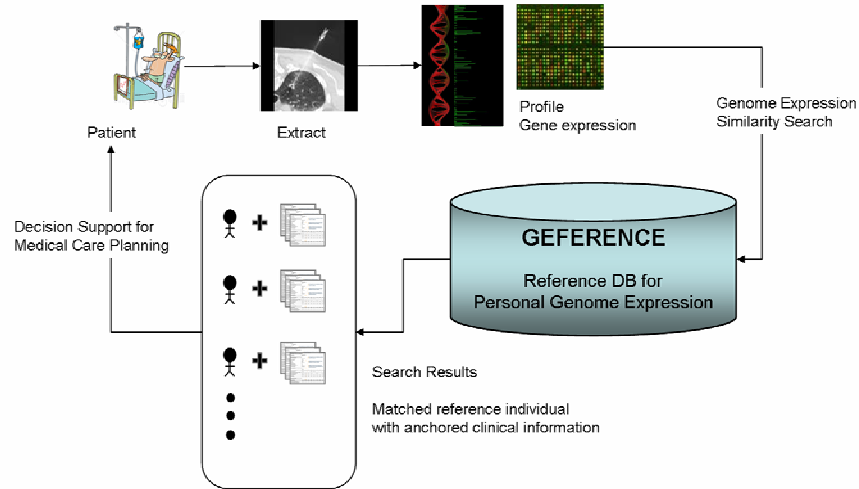 Patient
Extract
Profile
Gene expression
Genome Expression
Similarity Search
Decision Support for
Medical Care Planning
GEFERENCE
Reference DB for
Personal Genome Expression
Search Results
Matched reference individual
with anchored clinical information